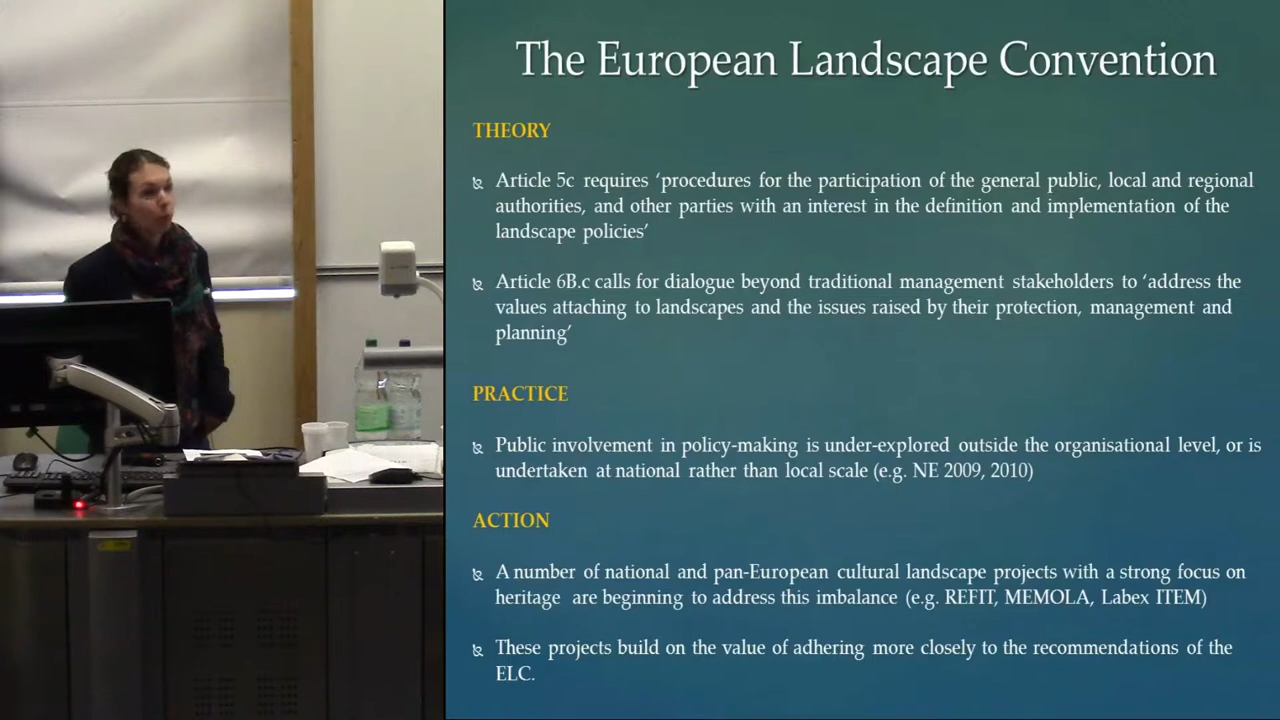 The European Landscape Convention
THEORY
Article 5c requires ‘procedures for the participation of the general public, local and regional
authorities, and other parties with an interest in the definition and implementation of the
landscape policies’
Article 6B.c calls for dialogue beyond traditional management stakeholders to ‘address the
values attaching to landscapes and the issues raised by their protection, management and
planning’
PRACTICE
Public involvement in policy-making is under-explored outside the organisational level, or is
undertaken at national rather than local scale (e.g. NE 2009, 2010)
ACTION
A number of national and pan-European cultural landscape projects with a strong focus on
heritage are beginning to address this imbalance (e.g. REFIT, MEMOLA, Labex ITEM)
These projects build on the value of adhering more closely to the recommendations of the
ELC.